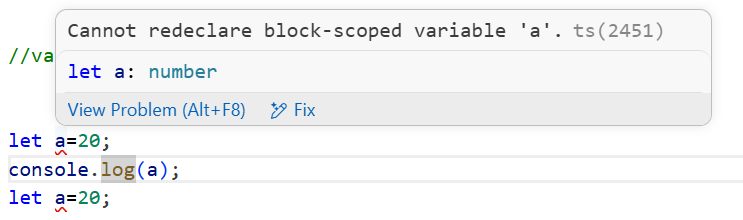 Cannot redeclare block-scoped variable 'a'. ts(2451)
//va
let a: number
View Problem (Alt+F8) Fix
let a=20;
console.log(a);
let a=20;